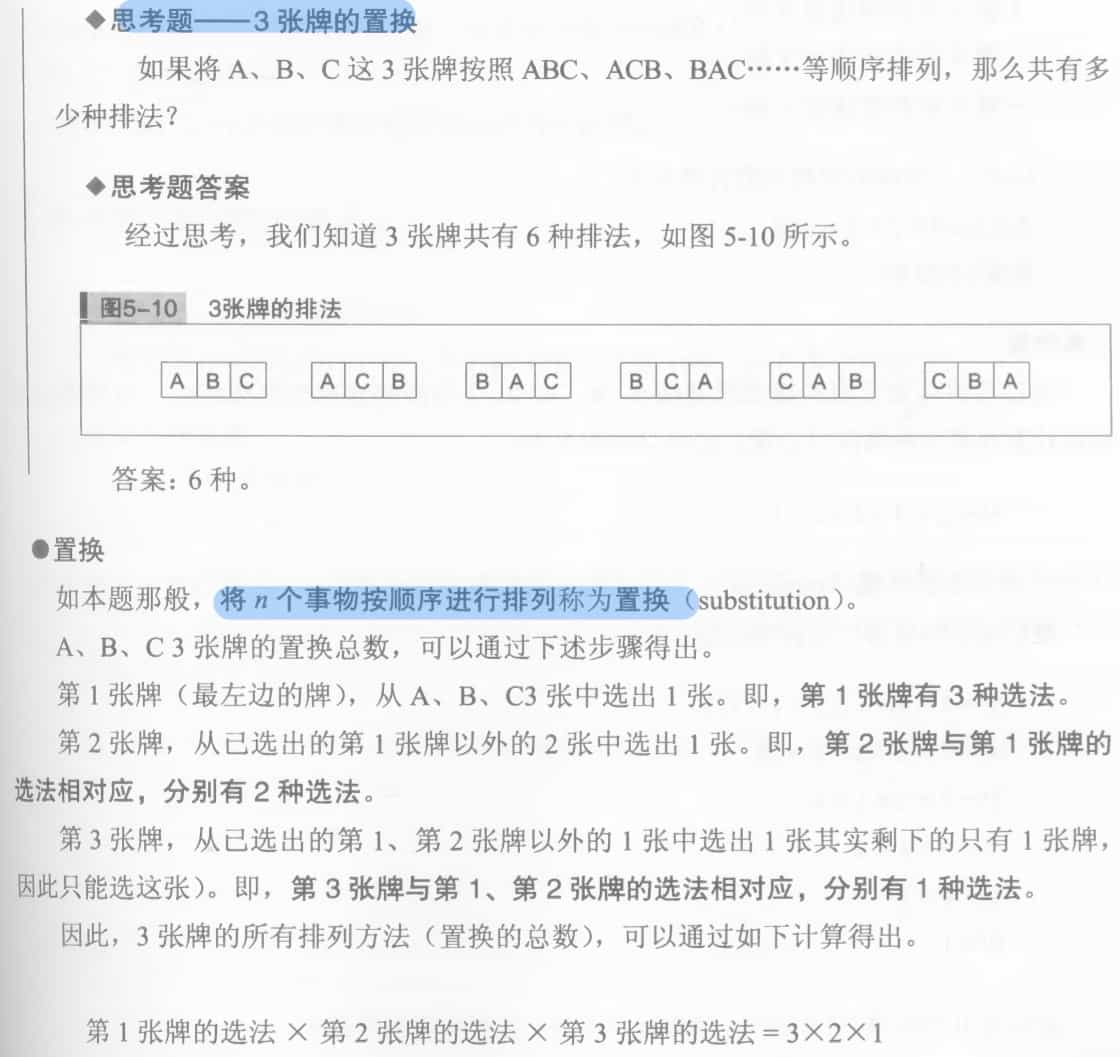 ◆思考题——3 张牌的置换
如果将 A、B、C 这 3 张牌按照 ABC、ACB、BAC……等顺序排列，那么共有多
少种排法？
◆思考题答案
经过思考，我们知道 3 张牌共有 6 种排法，如图 5-10 所示。
图5-10 3张牌的排法
A B C A C B B A C B C A C A B C B A
答案：6 种。
●置换
如本题那般，将 n 个事物按顺序进行排列称为置换（substitution）。
A、B、C 3 张牌的置换总数，可以通过下述步骤得出。
第 1 张牌（最左边的牌），从 A、B、C3 张中选出 1 张。即，第 1 张牌有 3 种选法。
第 2 张牌，从已选出的第 1 张牌以外的 2 张中选出 1 张。即，第 2 张牌与第 1 张牌的
选法相对应，分别有 2 种选法。
第 3 张牌，从已选出的第 1、第 2 张牌以外的 1 张中选出 1 张其实剩下的只有 1 张牌，
因此只能选这张）。即，第 3 张牌与第 1、第 2 张牌的选法相对应，分别有 1 种选法。
因此，3 张牌的所有排列方法（置换的总数），可以通过如下计算得出。
第 1 张牌的选法 × 第 2 张牌的选法 × 第 3 张牌的选法 = 3×2×1